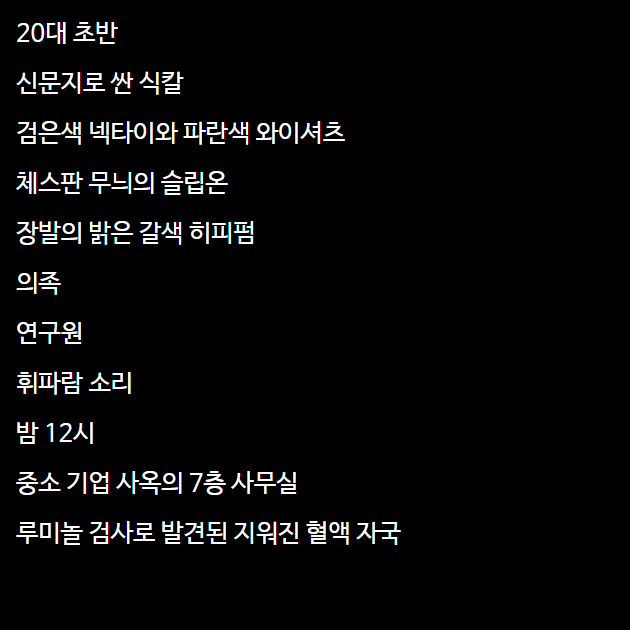 20대 초반
신문지로 싼 식칼
검은색 넥타이와 파란색 와이셔츠
체스판 무늬의 슬립온
장발의 밝은 갈색 히피펌
의족
연구원
휘파람 소리
밤 12시
중소 기업 사옥의 7층 사무실
루미놀 검사로 발견된 지워진 혈액 자국